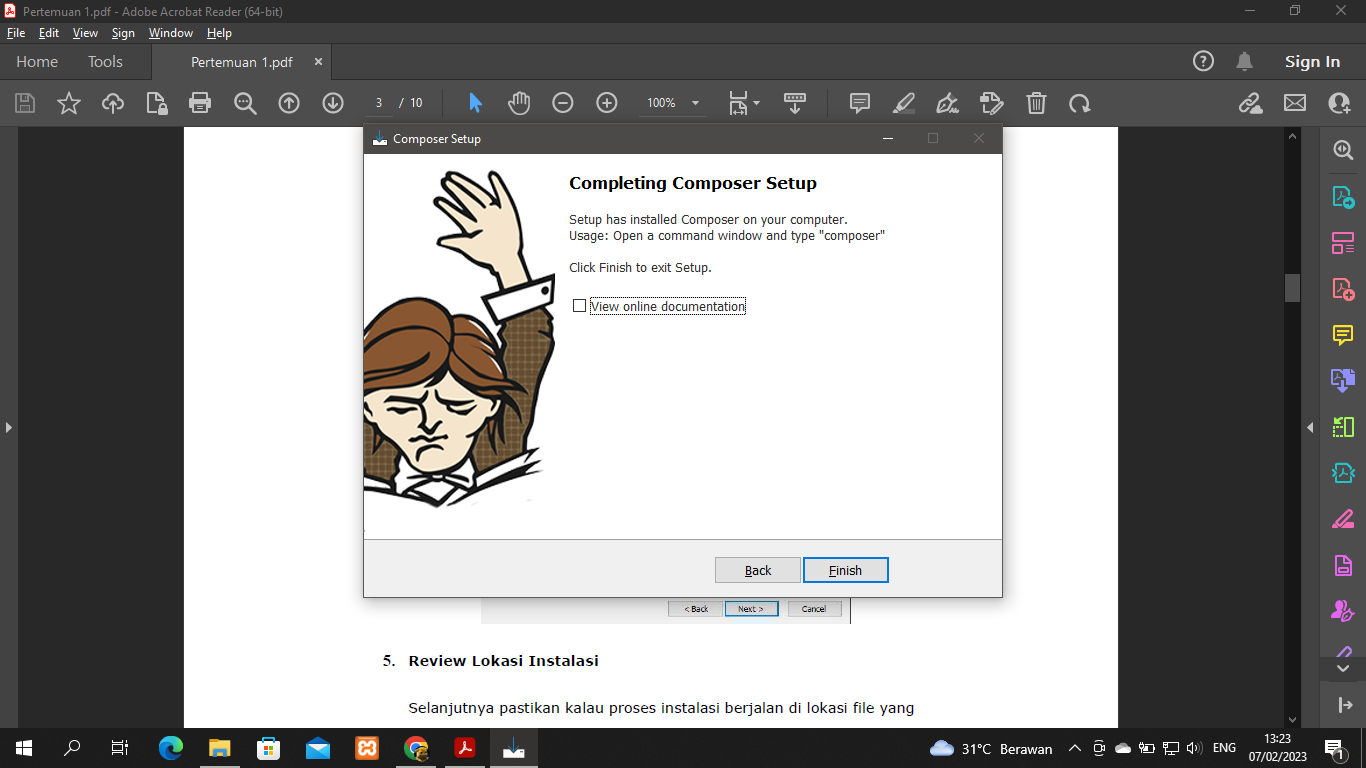 Pertemuan 1.pdf - Adobe Acrobat Reader (64-bit)
File Edit View Sign Window Help
Home Tools Pertemuan 1.pdf × Sign In
3 / 10 100%
Composer Setup
Completing Composer Setup
Setup has installed Composer on your computer.
Usage: Open a command window and type "composer"
Click Finish to exit Setup.
View online documentation
Back Finish
< Back Next > Cancel
5. Review Lokasi Instalasi
Selanjutnya pastikan kalau proses instalasi berjalan di lokasi file yang
31°C Berawan ENG 13:23
07/02/2023 1